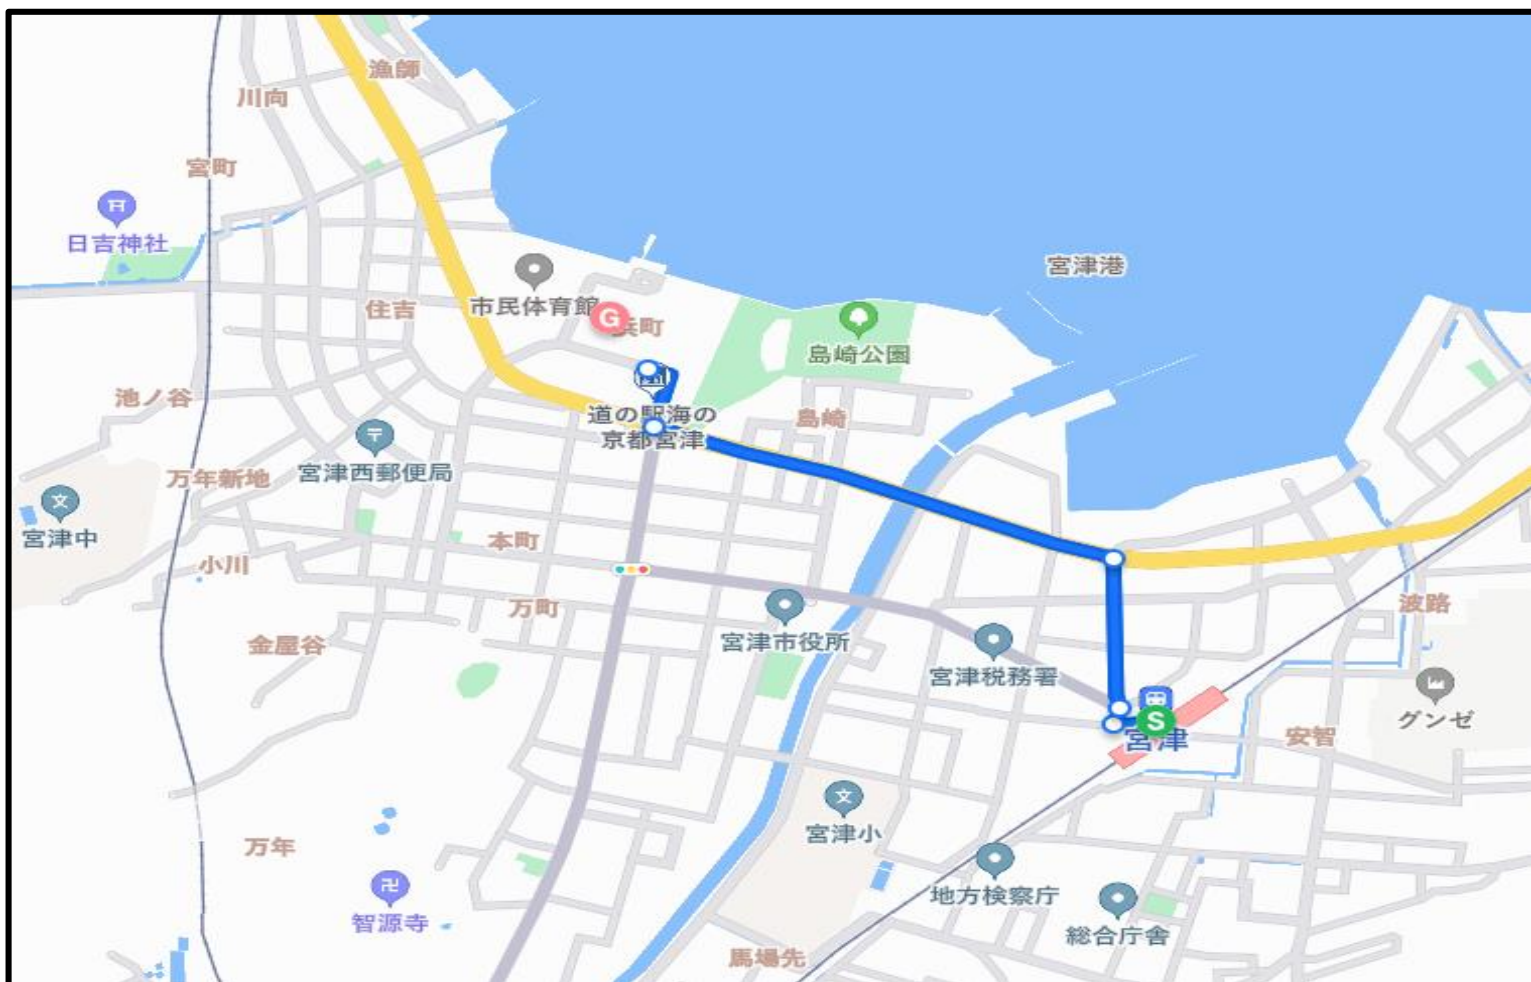 漁師
川向
宮町
日吉神社
宮津港
市民体育館
G
浜町
住吉
島崎公園
池ノ谷
道の駅海の
京都宮津
島崎
宮津西郵便局
万年新地
文
宮津中
本町
小川
万町
波路
宮津市役所
金屋谷
宮津税務署
グンゼ
S
宮津
安智
文
宮津小
万年
卍
智源寺
地方検察庁
総合庁舎
馬場先